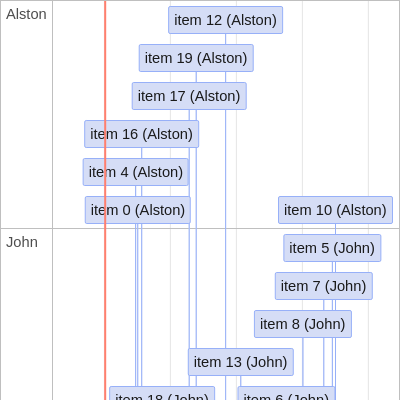 Alston
item 12 (Alston)
item 19 (Alston)
item 17 (Alston)
item 16 (Alston)
item 4 (Alston)
item 0 (Alston)
item 10 (Alston)
John
item 5 (John)
item 7 (John)
item 8 (John)
item 13 (John)
item 18 (John)
item 6 (John)